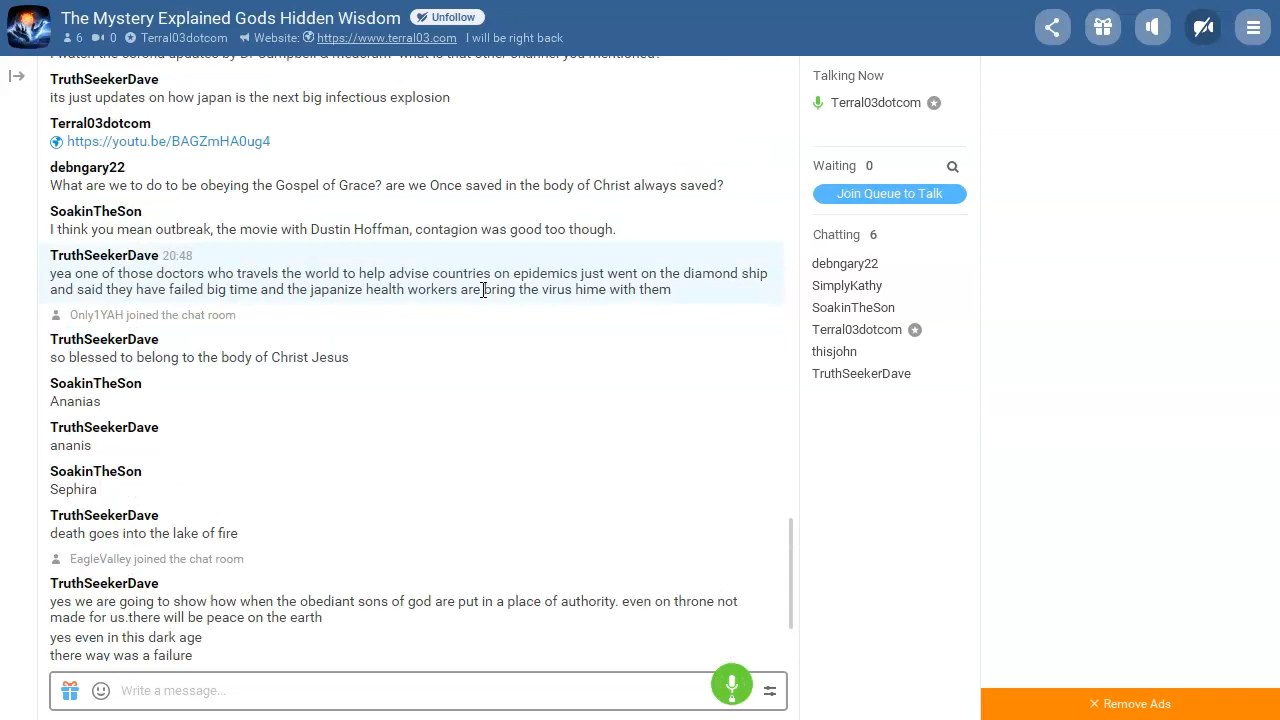 The Mystery Explained Gods Hidden Wisdom
Unfollow
6 0 Terral03dotcom Website: https://www.terral03.com I will be right back
TruthSeekerDave
its just updates on how japan is the next big infectious explosion
Terral03dotcom
https://youtu.be/BAGZmHA0ug4
debngary22
What are we to do to be obeying the Gospel of Grace? are we Once saved in the body of Christ always saved?
SoakinTheSon
I think you mean outbreak, the movie with Dustin Hoffman, contagion was good too though.
TruthSeekerDave 20:48
yea one of those doctors who travels the world to help advise countries on epidemics just went on the diamond ship
and said they have failed big time and the japanize health workers are bring the virus hime with them
Only1YAH joined the chat room
TruthSeekerDave
so blessed to belong to the body of Christ Jesus
SoakinTheSon
Ananias
TruthSeekerDave
ananis
SoakinTheSon
Sephira
TruthSeekerDave
death goes into the lake of fire
EagleValley joined the chat room
TruthSeekerDave
yes we are going to show how when the obediant sons of god are put in a place of authority. even on throne not
made for us.there will be peace on the earth
yes even in this dark age
there way was a failure
Write a message...
Talking Now
Terral03dotcom
Waiting 0
Join Queue to Talk
Chatting 6
debngary22
SimplyKathy
SoakinTheSon
Terral03dotcom
thisjohn
TruthSeekerDave
Remove Ads